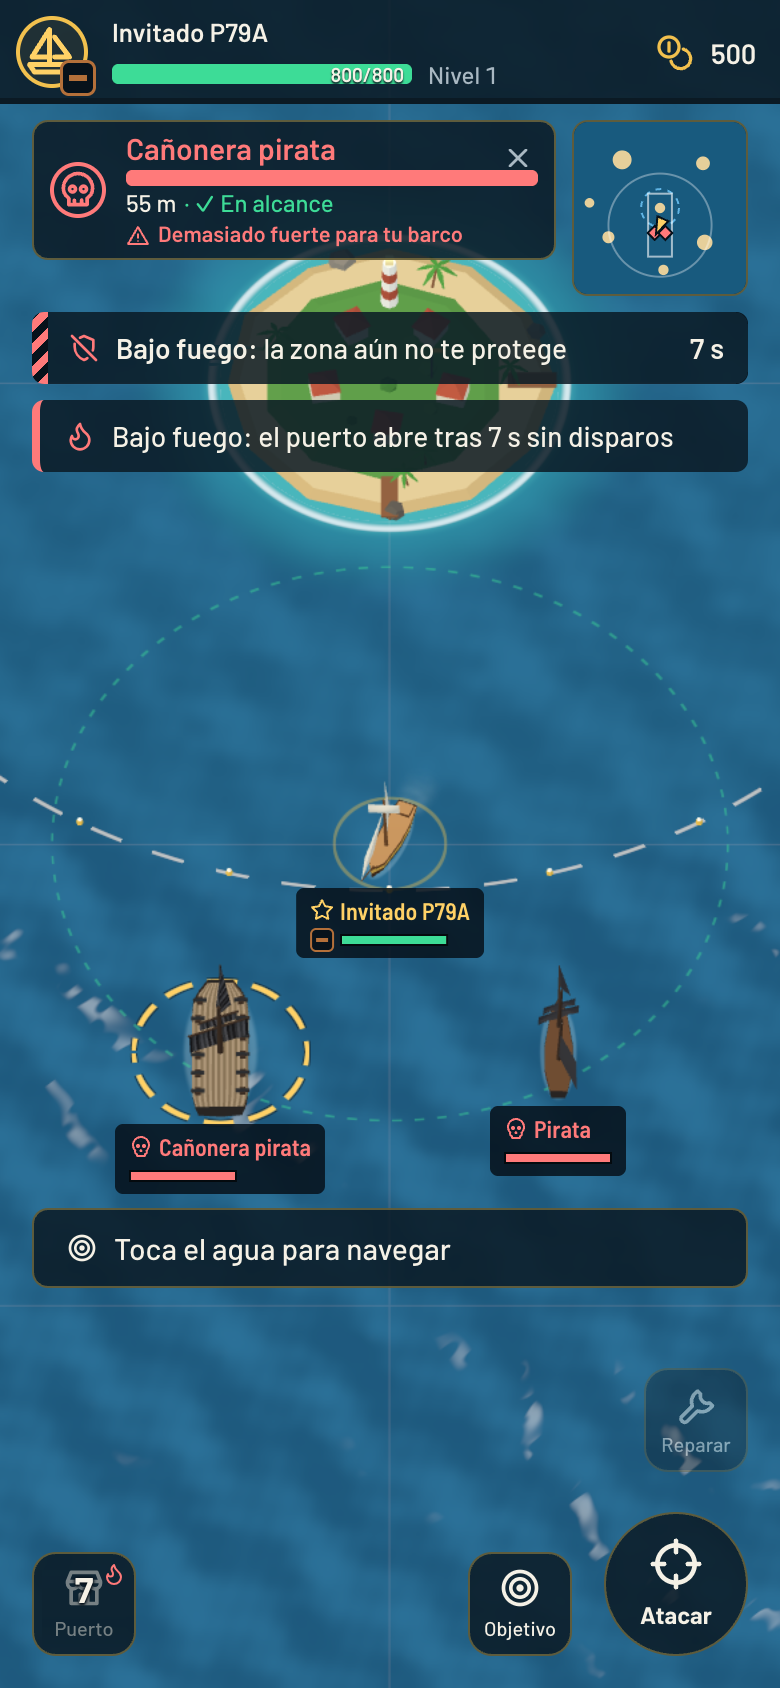 Invitado P79A
800/800
Nivel 1
500
Cañonera pirata
55 m · ✓ En alcance
Demasiado fuerte para tu barco
Bajo fuego: la zona aún no te protege
7 s
Bajo fuego: el puerto abre tras 7 s sin disparos
Invitado P79A
Cañonera pirata
Pirata
Toca el agua para navegar
Reparar
7
Puerto
Objetivo
Atacar